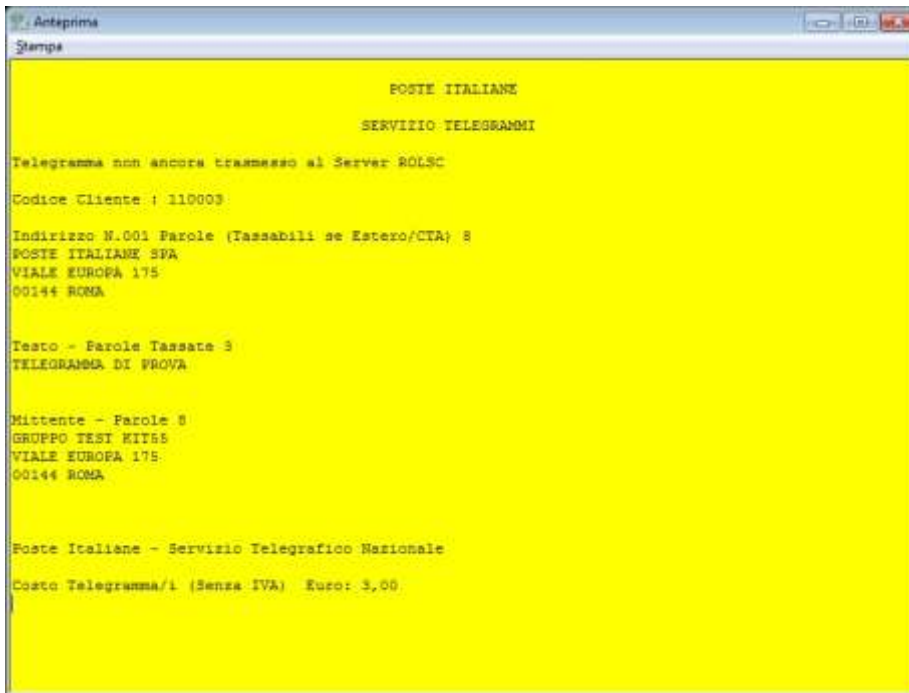 Anteprima
Stampa
POSTE ITALIANE
SERVIZIO TELEGRAMMI
Telegramma non ancora trasmesso al Server ROLSC
Codice Cliente : 110003
Indirizzo N.001 Parole (Tassabili se Estero/CTA) 8
POSTE ITALIANE SPA
VIALE EUROPA 175
00144 ROMA
Testo - Parole Tassate 3
TELEGRAMMA DI PROVA
Mittente - Parole 8
GRUPPO TEST KIT55
VIALE EUROPA 175
00144 ROMA
Poste Italiane - Servizio Telegrafico Nazionale
Costo Telegramma/i (Senza IVA) Euro: 3,00